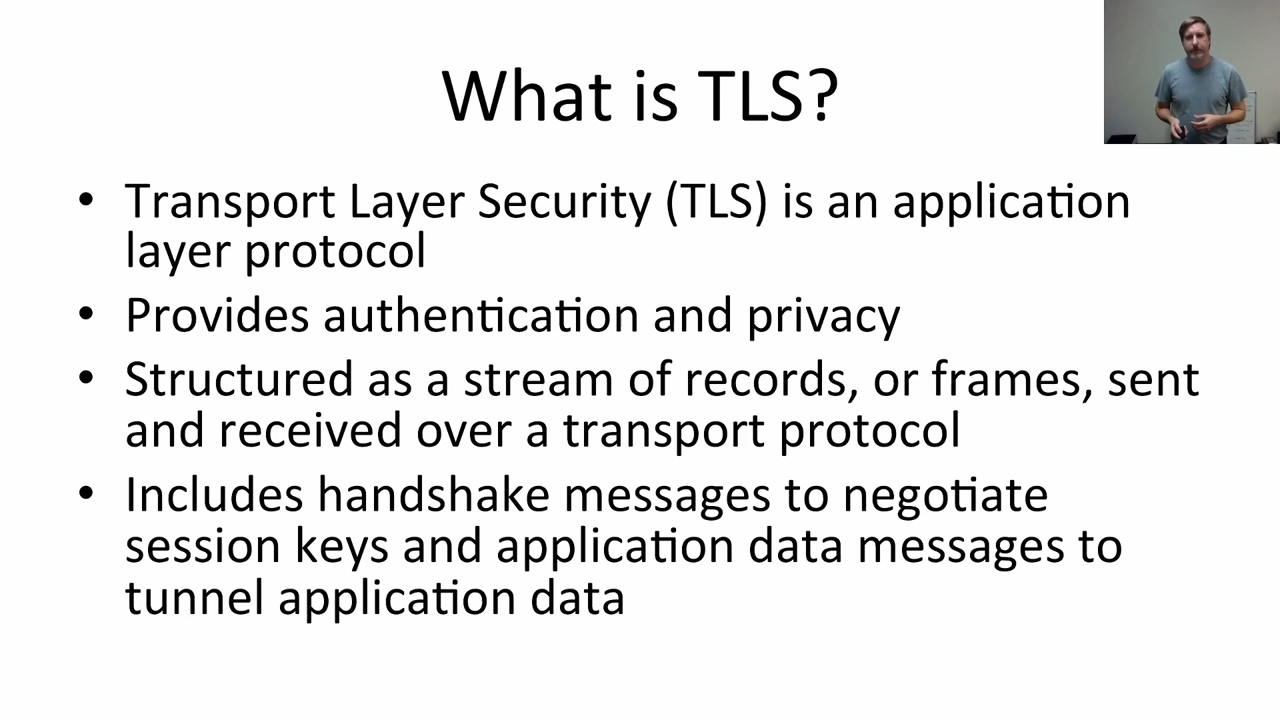 What is TLS?
• Transport Layer Security (TLS) is an application
layer protocol
• Provides authentication and privacy
• Structured as a stream of records, or frames, sent
and received over a transport protocol
• Includes handshake messages to negotiate
session keys and application data messages to
tunnel application data